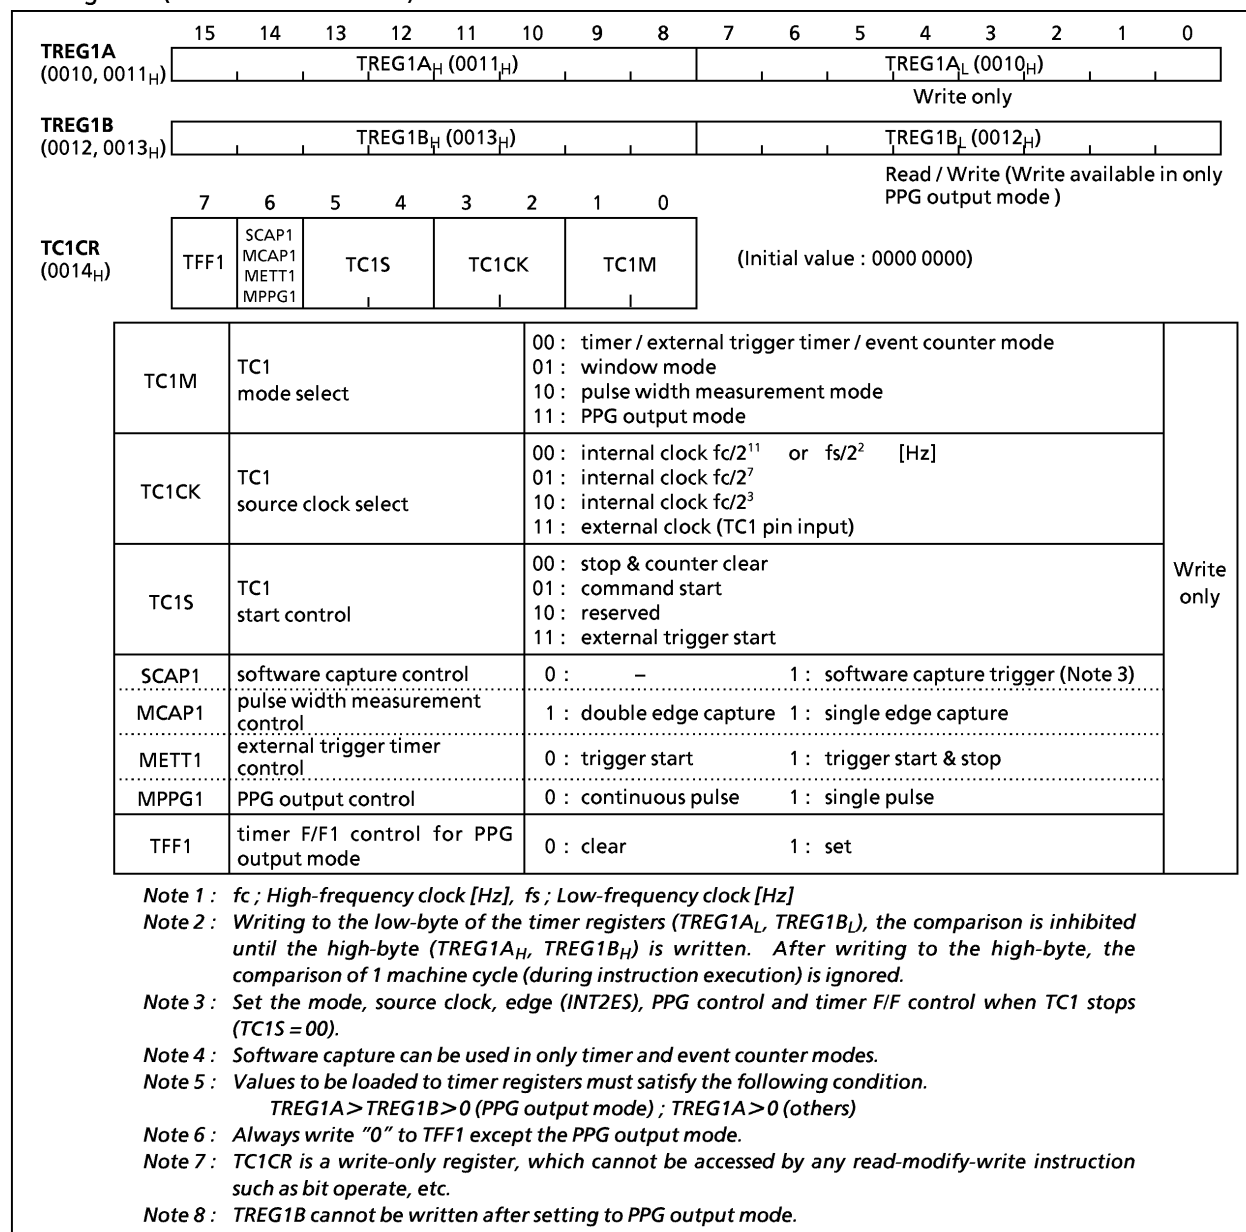 15 14 13 12 11 10 9 8 7 6 5 4 3 2 1 0
TREG1A
(0010, 0011H)
TREG1AH (0011H) TREG1AL (0010H)
Write only
TREG1B
(0012, 0013H)
TREG1BH (0013H) TREG1BL (0012H)
Read / Write (Write available in only
PPG output mode )
7 6 5 4 3 2 1 0
TC1CR
(0014H)
TFF1
SCAP1
MCAP1
METT1
MPPG1
TC1S TC1CK TC1M (Initial value : 0000 0000)
TC1M
TC1
mode select
00 : timer / external trigger timer / event counter mode
01 : window mode
10 : pulse width measurement mode
11 : PPG output mode
TC1CK
TC1
source clock select
00 : internal clock fc/2¹¹ or fs/2² [Hz]
01 : internal clock fc/2⁷
10 : internal clock fc/2³
11 : external clock (TC1 pin input)
TC1S
TC1
start control
00 : stop & counter clear
01 : command start
10 : reserved
11 : external trigger start
Write
only
SCAP1 software capture control 0 : – 1 : software capture trigger (Note 3)
MCAP1
pulse width measurement
control
1 : double edge capture 1 : single edge capture
METT1
external trigger timer
control
0 : trigger start 1 : trigger start & stop
MPPG1 PPG output control 0 : continuous pulse 1 : single pulse
TFF1
timer F/F1 control for PPG
output mode
0 : clear 1 : set
Note 1 : fc ; High-frequency clock [Hz], fs ; Low-frequency clock [Hz]
Note 2 : Writing to the low-byte of the timer registers (TREG1AL, TREG1BL), the comparison is inhibited
until the high-byte (TREG1AH, TREG1BH) is written. After writing to the high-byte, the
comparison of 1 machine cycle (during instruction execution) is ignored.
Note 3 : Set the mode, source clock, edge (INT2ES), PPG control and timer F/F control when TC1 stops
(TC1S = 00).
Note 4 : Software capture can be used in only timer and event counter modes.
Note 5 : Values to be loaded to timer registers must satisfy the following condition.
TREG1A > TREG1B > 0 (PPG output mode) ; TREG1A > 0 (others)
Note 6 : Always write ″0″ to TFF1 except the PPG output mode.
Note 7 : TC1CR is a write-only register, which cannot be accessed by any read-modify-write instruction
such as bit operate, etc.
Note 8 : TREG1B cannot be written after setting to PPG output mode.